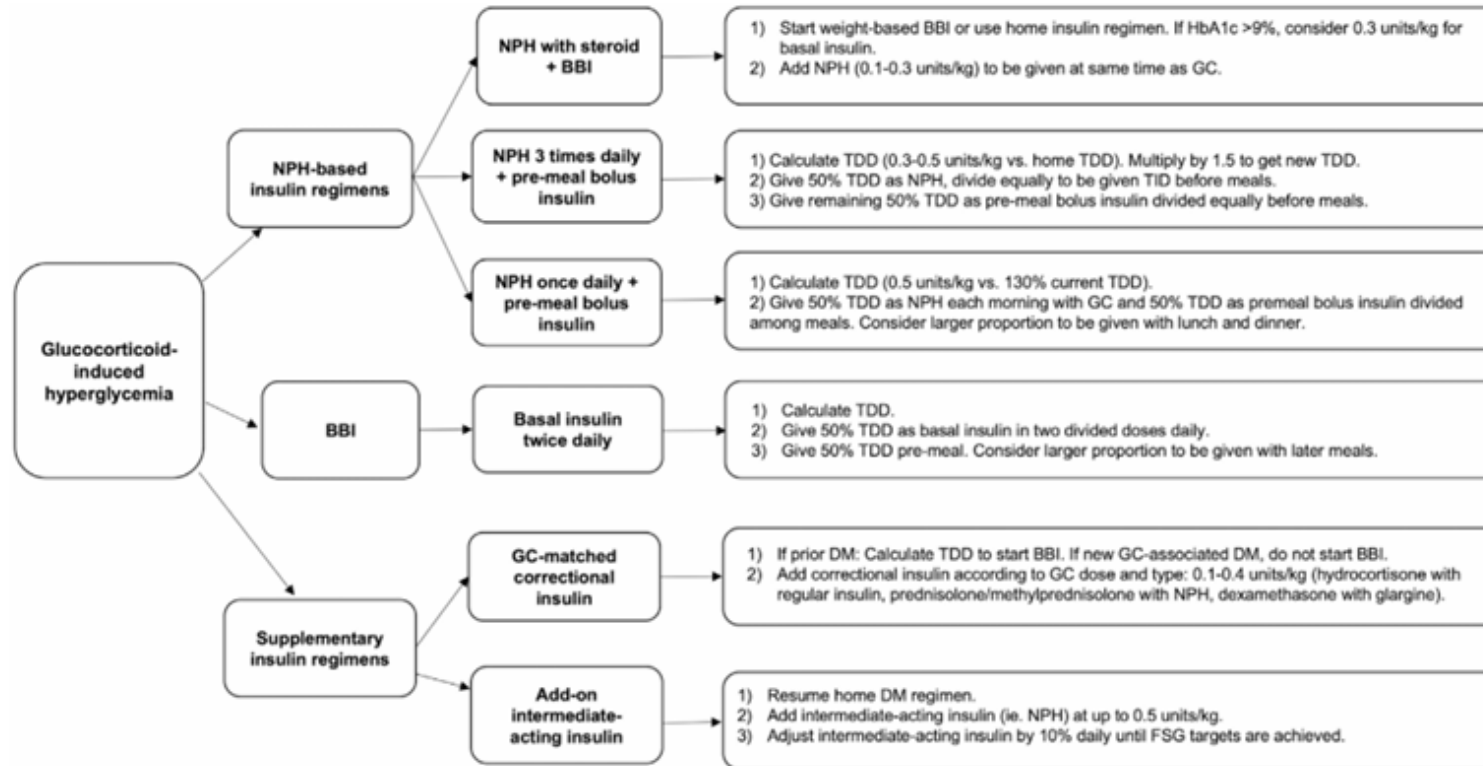 Glucocorticoid-
induced
hyperglycemia
NPH-based
insulin regimens
NPH with steroid
+ BBI
1) Start weight-based BBI or use home insulin regimen. If HbA1c >9%, consider 0.3 units/kg for
basal insulin.
2) Add NPH (0.1-0.3 units/kg) to be given at same time as GC.
NPH 3 times daily
+ pre-meal bolus
insulin
1) Calculate TDD (0.3-0.5 units/kg vs. home TDD). Multiply by 1.5 to get new TDD.
2) Give 50% TDD as NPH, divide equally to be given TID before meals.
3) Give remaining 50% TDD as pre-meal bolus insulin divided equally before meals.
NPH once daily +
pre-meal bolus
insulin
1) Calculate TDD (0.5 units/kg vs. 130% current TDD).
2) Give 50% TDD as NPH each morning with GC and 50% TDD as premeal bolus insulin divided
among meals. Consider larger proportion to be given with lunch and dinner.
BBI
Basal insulin
twice daily
1) Calculate TDD.
2) Give 50% TDD as basal insulin in two divided doses daily.
3) Give 50% TDD pre-meal. Consider larger proportion to be given with later meals.
Supplementary
insulin regimens
GC-matched
correctional
insulin
1) If prior DM: Calculate TDD to start BBI. If new GC-associated DM, do not start BBI.
2) Add correctional insulin according to GC dose and type: 0.1-0.4 units/kg (hydrocortisone with
regular insulin, prednisolone/methylprednisolone with NPH, dexamethasone with glargine).
Add-on
intermediate-
acting insulin
1) Resume home DM regimen.
2) Add intermediate-acting insulin (ie. NPH) at up to 0.5 units/kg.
3) Adjust intermediate-acting insulin by 10% daily until FSG targets are achieved.